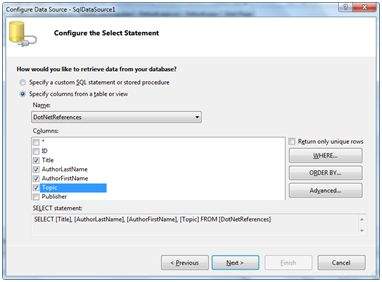 Configure Data Source - SqlDataSource1
Configure the Select Statement
How would you like to retrieve data from your database?
Specify a custom SQL statement or stored procedure
Specify columns from a table or view
Name:
DotNetReferences
Columns:
*
ID
Title
AuthorLastName
AuthorFirstName
Topic
Publisher
Return only unique rows
WHERE...
ORDER BY...
Advanced...
SELECT statement:
SELECT [Title], [AuthorLastName], [AuthorFirstName], [Topic] FROM [DotNetReferences]
< Previous
Next >
Finish
Cancel